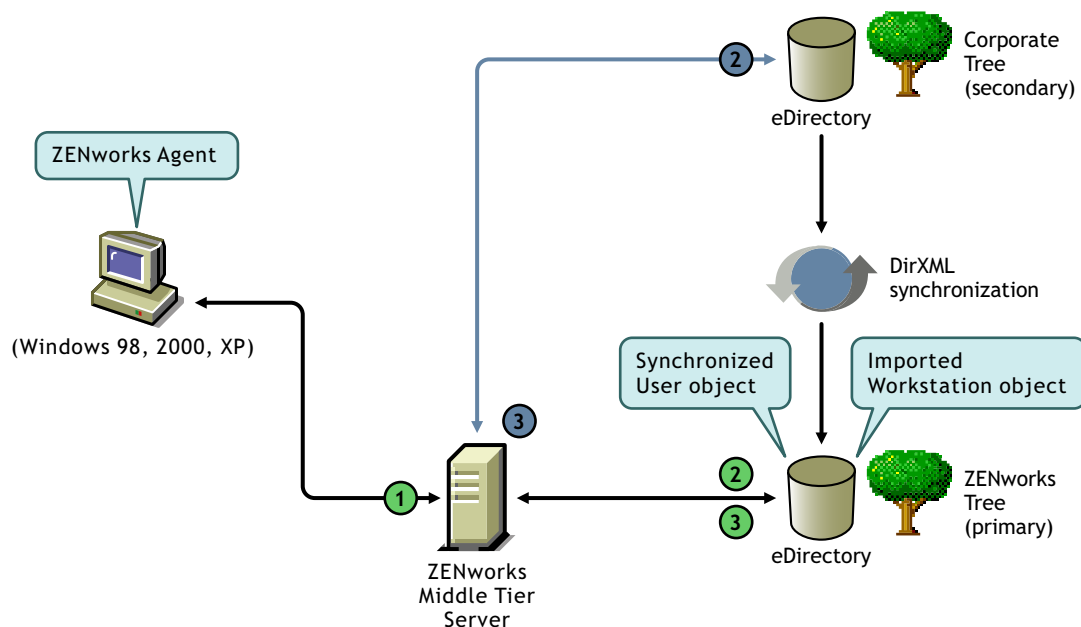 2
Corporate
Tree
(secondary)
eDirectory
ZENworks Agent
DirXML
synchronization
(Windows 98, 2000, XP)
Synchronized
User object
Imported
Workstation object
3
1
2
3
ZENworks
Tree
(primary)
eDirectory
ZENworks
Middle Tier
Server